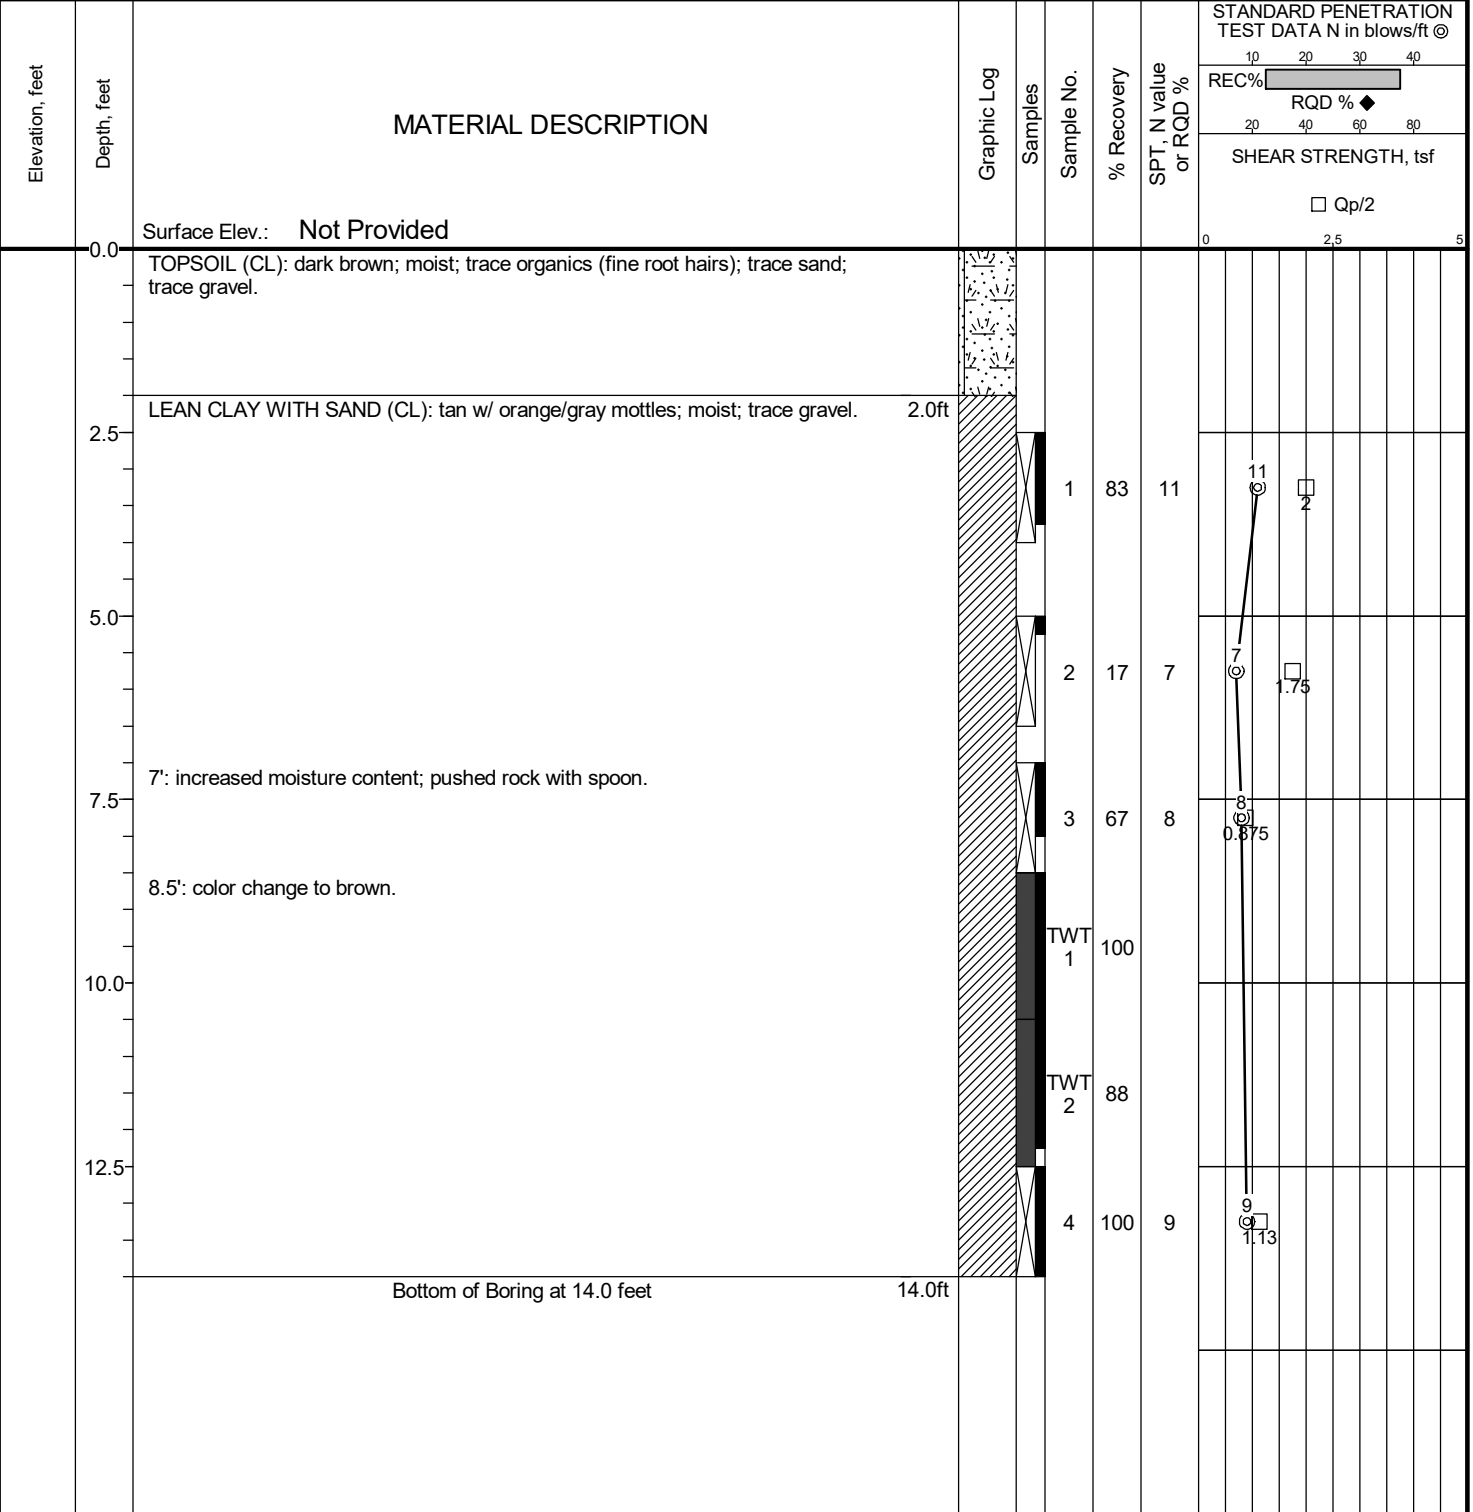 Elevation, feet
Depth, feet
MATERIAL DESCRIPTION
Surface Elev.: Not Provided
Graphic Log
Samples
Sample No.
% Recovery
SPT, N value
or RQD %
STANDARD PENETRATION
TEST DATA N in blows/ft
10 20 30 40
REC%
RQD %
20 40 60 80
SHEAR STRENGTH, tsf
Qp/2
0 2.5 5
0.0
TOPSOIL (CL): dark brown; moist; trace organics (fine root hairs); trace sand;
trace gravel.
LEAN CLAY WITH SAND (CL): tan w/ orange/gray mottles; moist; trace gravel. 2.0ft
2.5
11
1 83 11
2
5.0
7
2 17 7
1.75
7': increased moisture content; pushed rock with spoon.
7.5
8
3 67 8
0.875
8.5': color change to brown.
TWT
1
100
10.0
TWT
2
88
12.5
9
4 100 9
1.13
Bottom of Boring at 14.0 feet 14.0ft